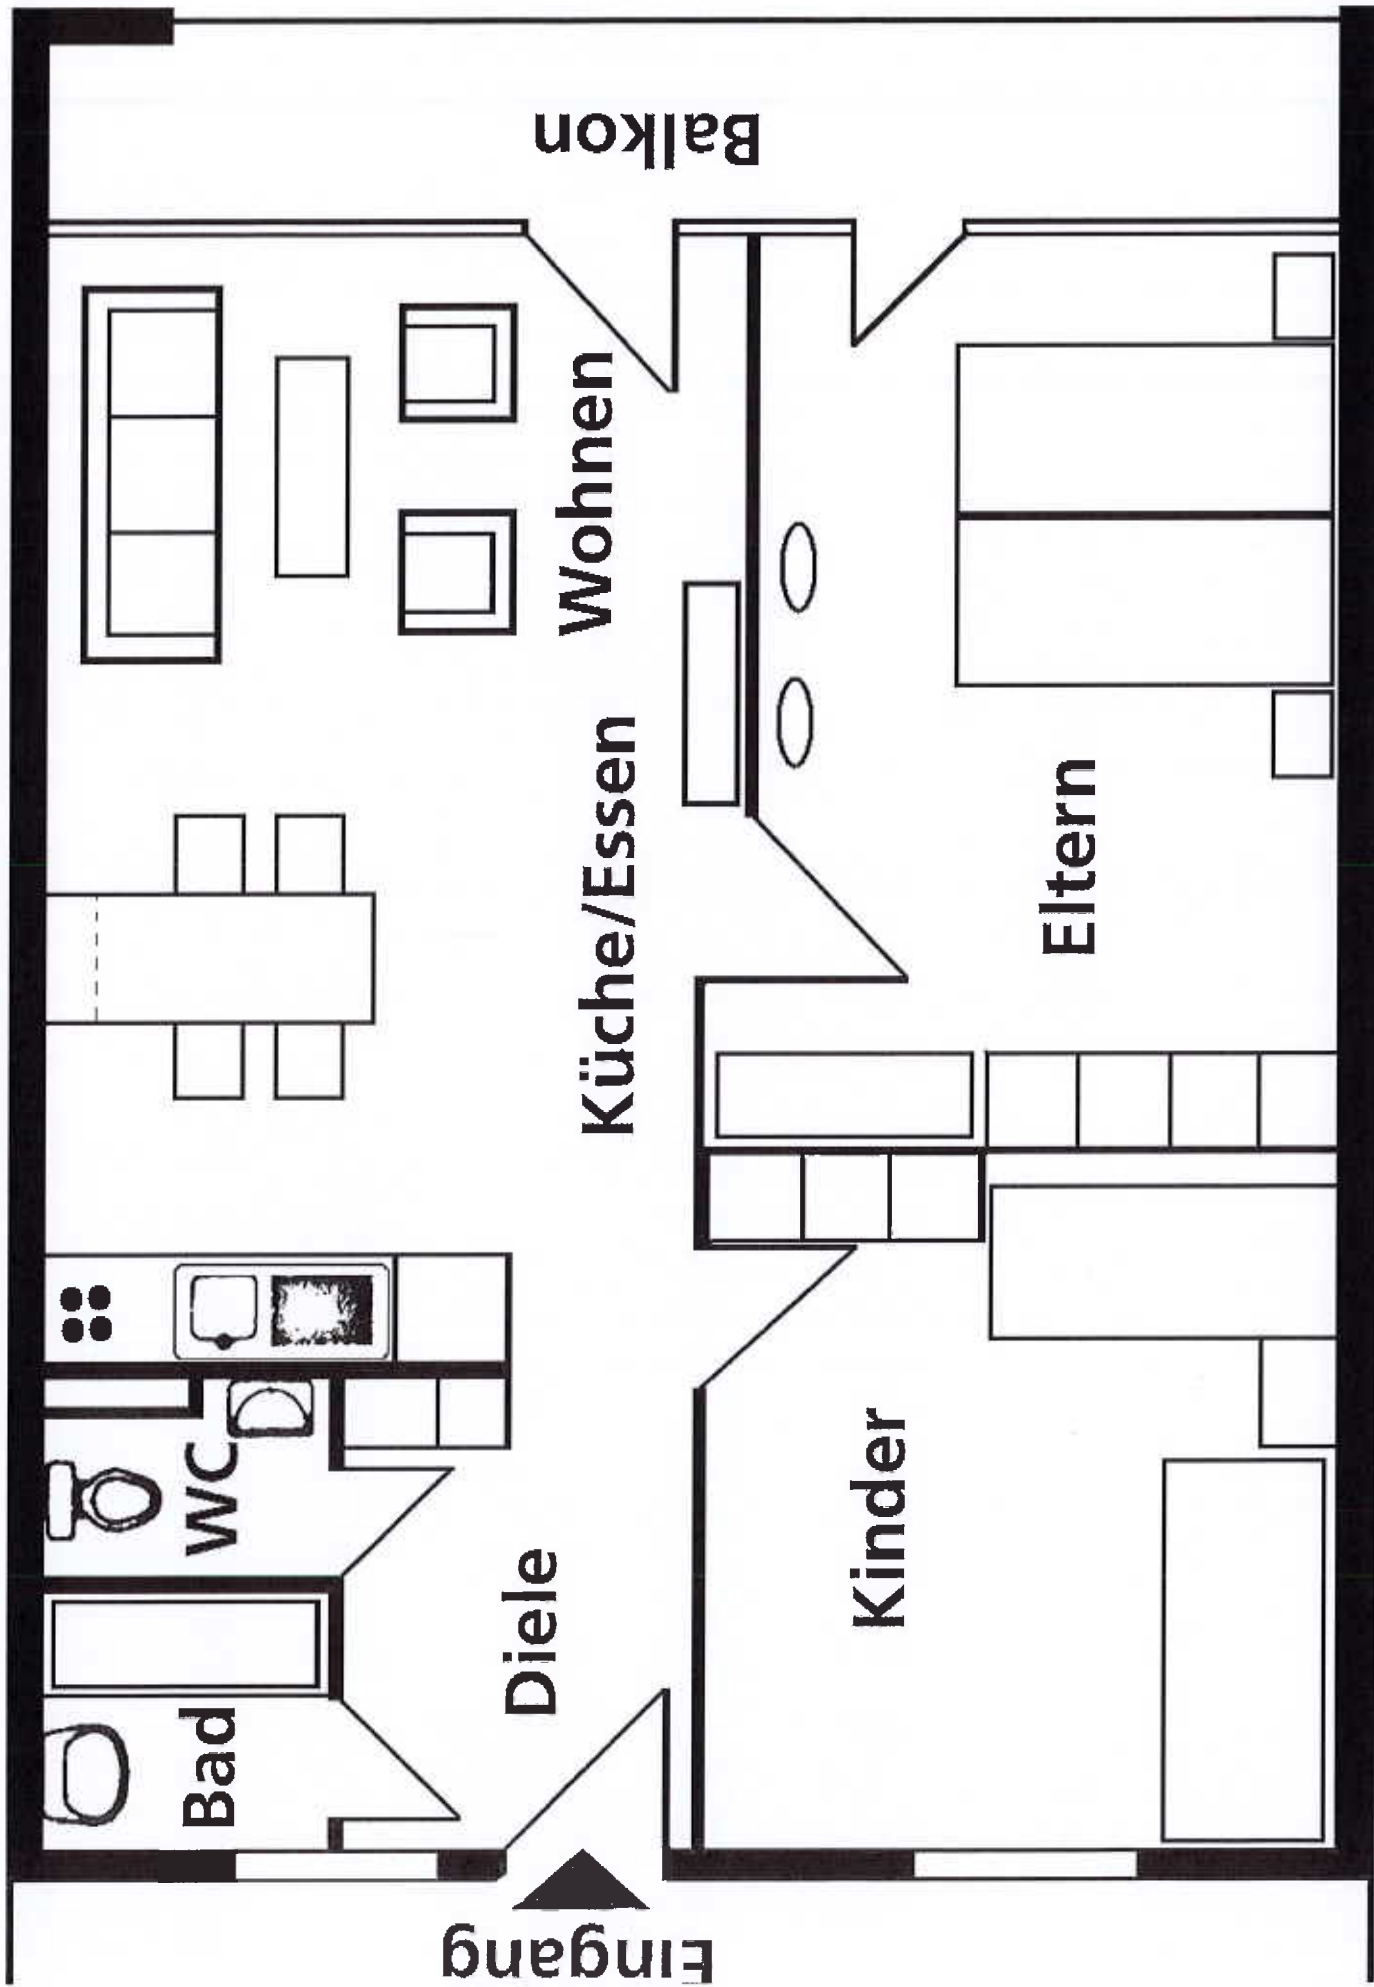 Balkon
Wohnen
Küche/Essen
Eltern
WC
Diele
Kinder
Bad
Eingang